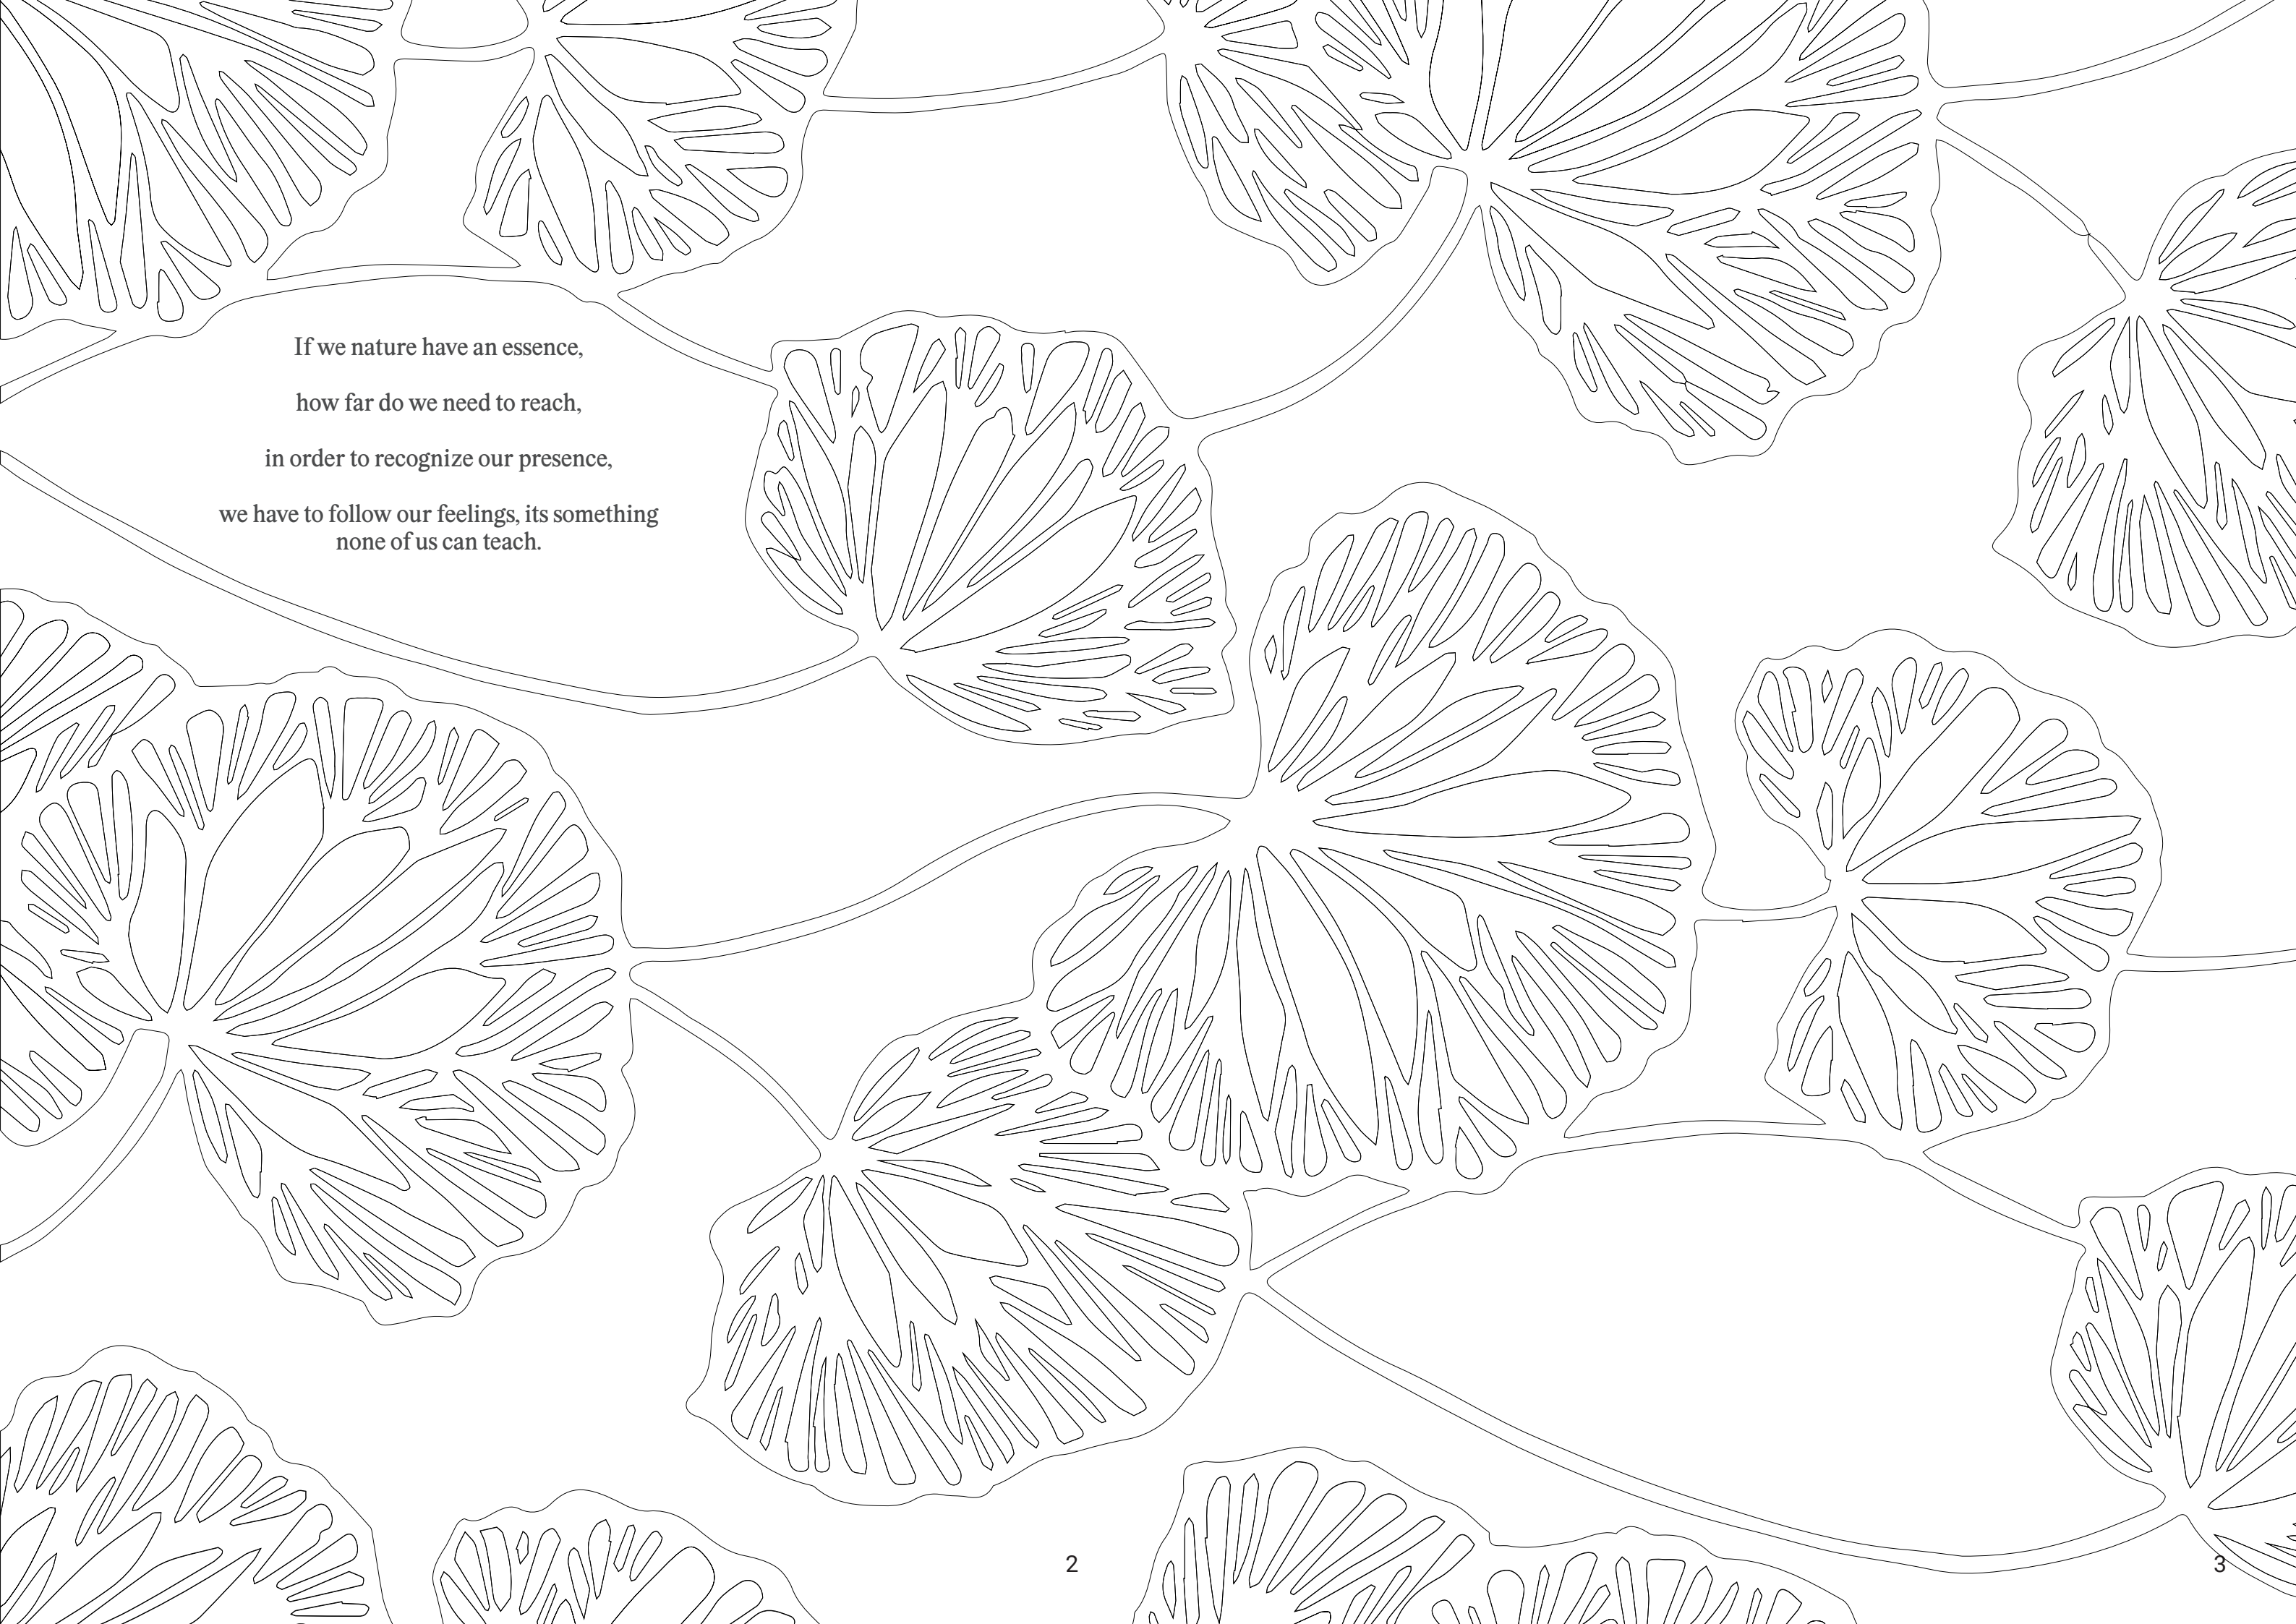 If we nature have an essence,
how far do we need to reach,
in order to recognize our presence,
we have to follow our feelings, its something
none of us can teach.
2
3